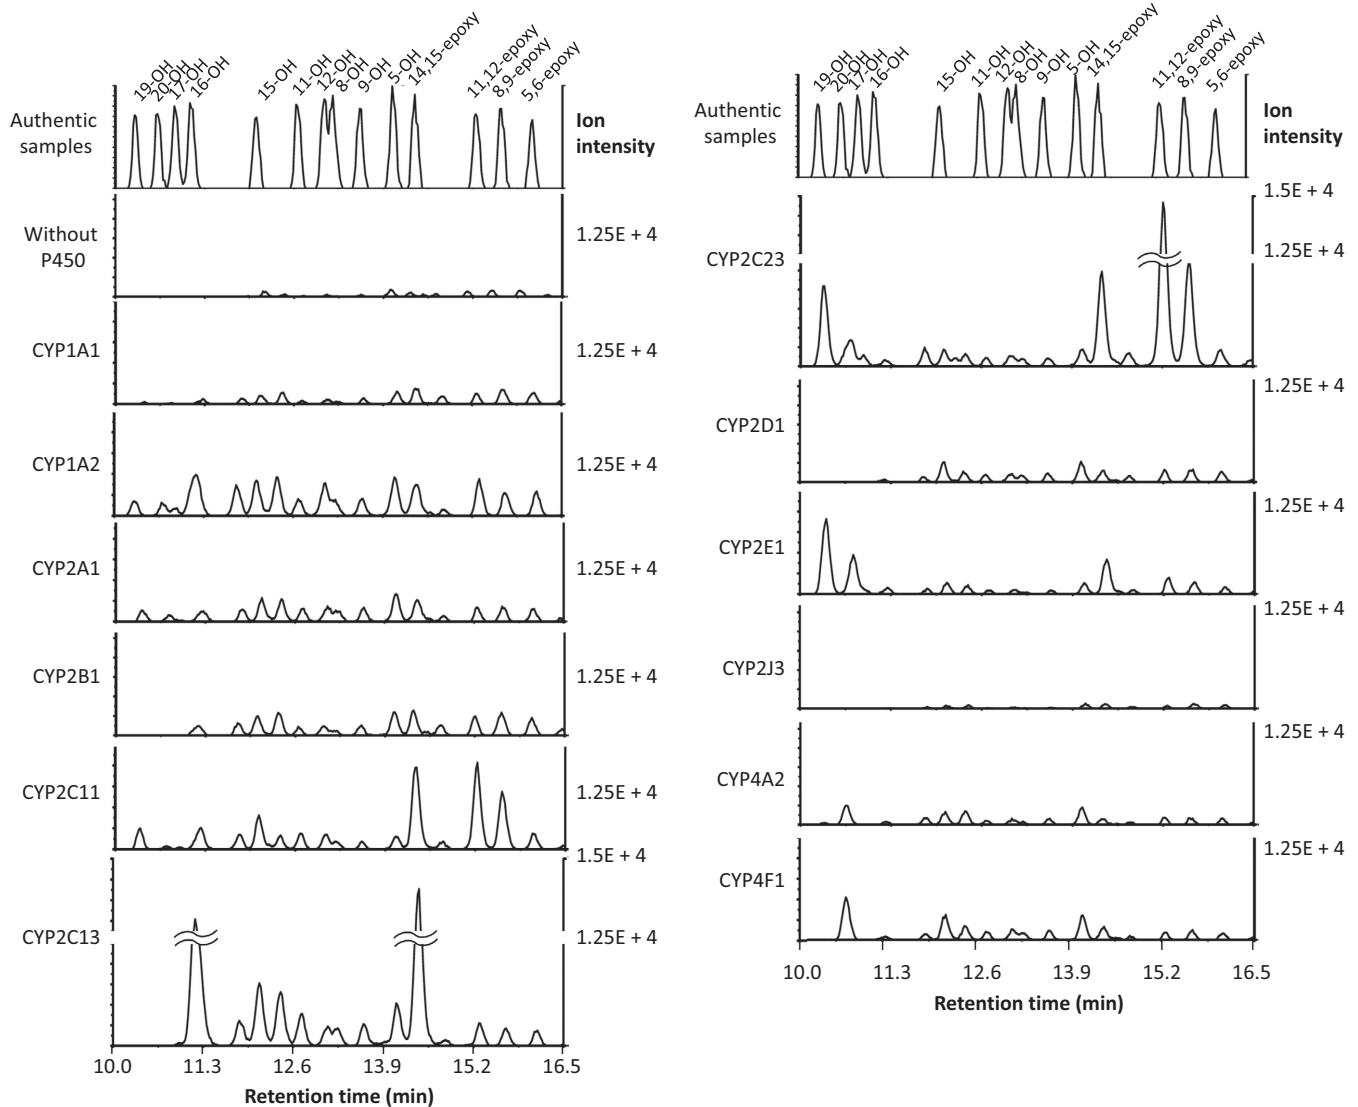 19-OH
20-OH
17-OH
16-OH
15-OH
11-OH
12-OH
8-OH
9-OH
5-OH
14,15-epoxy
11,12-epoxy
8,9-epoxy
5,6-epoxy
Authentic
samples
Ion
intensity
Without
P450
1.25E + 4
CYP1A1
1.25E + 4
CYP1A2
1.25E + 4
CYP2A1
1.25E + 4
CYP2B1
1.25E + 4
CYP2C11
1.25E + 4
1.5E + 4
CYP2C13
1.25E + 4
10.0 11.3 12.6 13.9 15.2 16.5
Retention time (min)
19-OH
20-OH
17-OH
16-OH
15-OH
11-OH
12-OH
8-OH
9-OH
5-OH
14,15-epoxy
11,12-epoxy
8,9-epoxy
5,6-epoxy
Authentic
samples
Ion
intensity
1.5E + 4
CYP2C23
1.25E + 4
1.25E + 4
CYP2D1
1.25E + 4
CYP2E1
1.25E + 4
CYP2J3
1.25E + 4
CYP4A2
1.25E + 4
CYP4F1
10.0 11.3 12.6 13.9 15.2 16.5
Retention time (min)